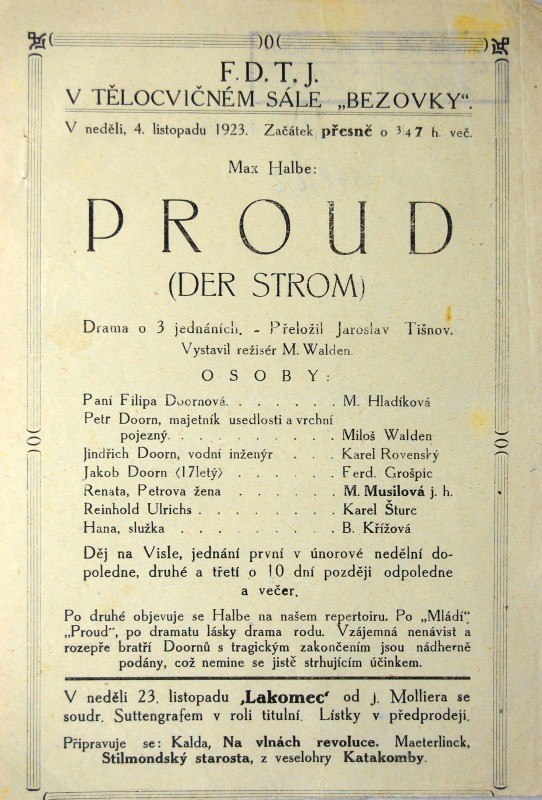 F. D. T. J.
V TĚLOCVIČNÉM SÁLE „BEZOVKY“.
V neděli, 4. listopadu 1923. Začátek přesně o ¾7 h. več.
Max Halbe:
PROUD
(DER STROM)
Drama o 3 jednáních. - Přeložil Jaroslav Tišnov.
Vystavil režisér M. Walden.
OSOBY:
Paní Filipa Doornová. . . . . . . M. Hladíková
Petr Doorn, majetník usedlosti a vrchní
pojezný. . . . . . . . . . Miloš Walden
Jindřich Doorn, vodní inženýr . . . Karel Rovenský
Jakob Doorn (17letý) . . . . . . Ferd. Grošpic
Renata, Petrova žena . . . . . . M. Musilová j. h.
Reinhold Ulrichs . . . . . . . . Karel Šturc
Hana, služka . . . . . . . . . B. Křížová
Děj na Visle, jednání první v únorové nedělní do-
poledne, druhé a třetí o 10 dní později odpoledne
a večer.
Po druhé objevuje se Halbe na našem repertoiru. Po „Mládí“
„Proud“, po dramatu lásky drama rodu. Vzájemná nenávist a
rozepře bratří Doornů s tragickým zakončením jsou nádherně
podány, což nemine se jistě strhujícím účinkem.
V neděli 23. listopadu ‚Lakomec‘ od J. Molliera se
soudr. Suttengrafem v roli titulní. Lístky v předprodeji.
Připravuje se: Kalda, Na vlnách revoluce. Maeterlinck,
Stilmondský starosta, z veselohry Katakomby.